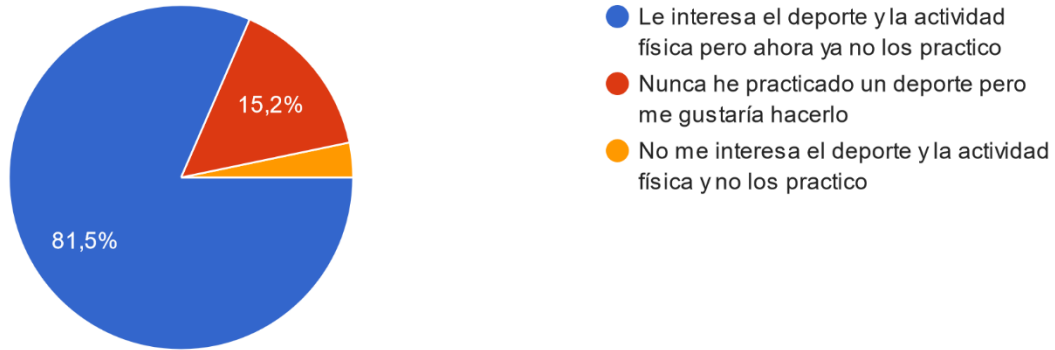 15,2%
81,5%
Le interesa el deporte y la actividad
física pero ahora ya no los practico
Nunca he practicado un deporte pero
me gustaría hacerlo
No me interesa el deporte y la actividad
física y no los practico